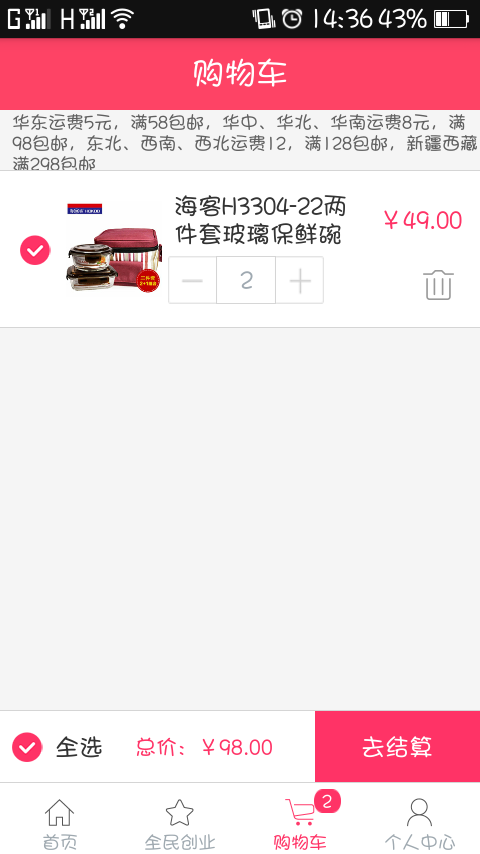 G 1 H 2 14:36 43%
购物车
华东运费5元，满58包邮，华中、华北、华南运费8元，满
98包邮，东北、西南、西北运费12，满128包邮，新疆西藏
满298包邮
海客H3304-22两
件套玻璃保鲜碗
￥49.00
2
全选
总价：￥98.00
去结算
2
首页
全民创业
购物车
个人中心